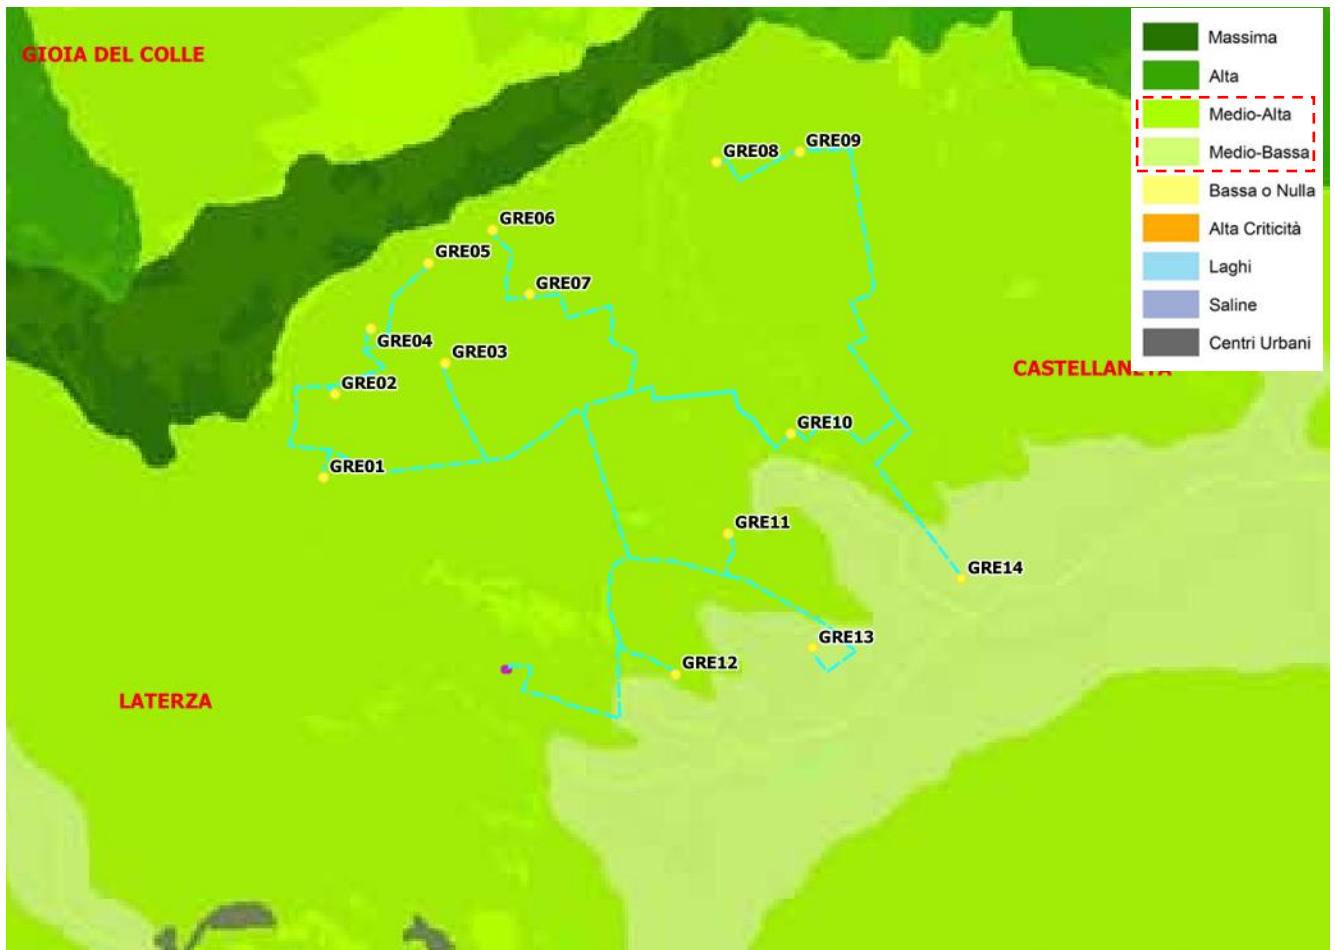 GIOIA DEL COLLE
Massima
Alta
Medio-Alta
Medio-Bassa
Bassa o Nulla
Alta Criticità
Laghi
Saline
Centri Urbani
GRE08
GRE09
GRE06
GRE05
GRE07
GRE04
GRE03
CASTELLANETA
GRE02
GRE10
GRE01
GRE11
GRE14
GRE13
GRE12
LATERZA